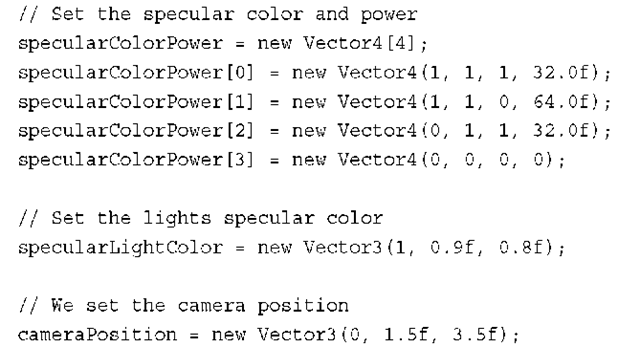 // Set the specular color and power
specularColorPower = new Vector4[4];
specularColorPower[0] = new Vector4(1, 1, 1, 32.0f);
specularColorPower[1] = new Vector4(1, 1, 0, 64.0f);
specularColorPower[2] = new Vector4(0, 1, 1, 32.0f);
specularColorPower[3] = new Vector4(0, 0, 0, 0);
// Set the lights specular color
specularLightColor = new Vector3(1, 0.9f, 0.8f);
// We set the camera position
cameraPosition = new Vector3(0, 1.5f, 3.5f);